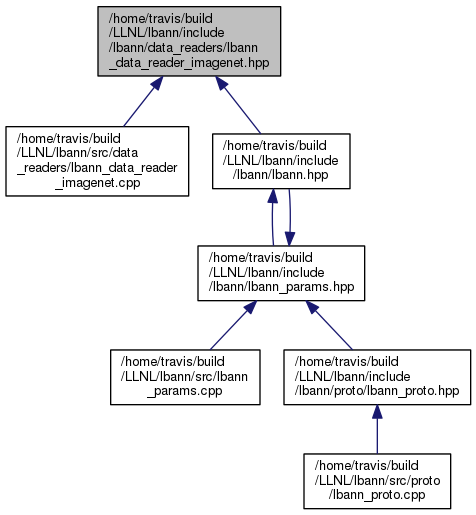 /home/travis/build
/LLNL/lbann/include
/lbann/data_readers/lbann
_data_reader_imagenet.hpp
/home/travis/build
/LLNL/lbann/src/data
_readers/lbann_data_reader
_imagenet.cpp
/home/travis/build
/LLNL/lbann/include
/lbann/lbann.hpp
/home/travis/build
/LLNL/lbann/include
/lbann/lbann_params.hpp
/home/travis/build
/LLNL/lbann/src/lbann
_params.cpp
/home/travis/build
/LLNL/lbann/include
/lbann/proto/lbann_proto.hpp
/home/travis/build
/LLNL/lbann/src/proto
/lbann_proto.cpp